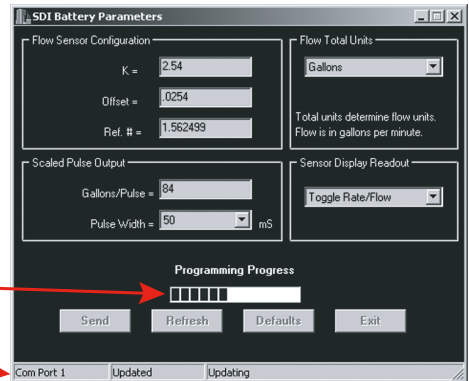 SDI Battery Parameters
Flow Sensor Configuration
K = 2.54
Offset = .0254
Ref. # = 1.562499
Flow Total Units
Gallons
Total units determine flow units.
Flow is in gallons per minute.
Scaled Pulse Output
Gallons/Pulse = 84
Pulse Width = 50 mS
Sensor Display Readout
Toggle Rate/Flow
Programming Progress
Send Refresh Defaults Exit
Com Port 1 Updated Updating